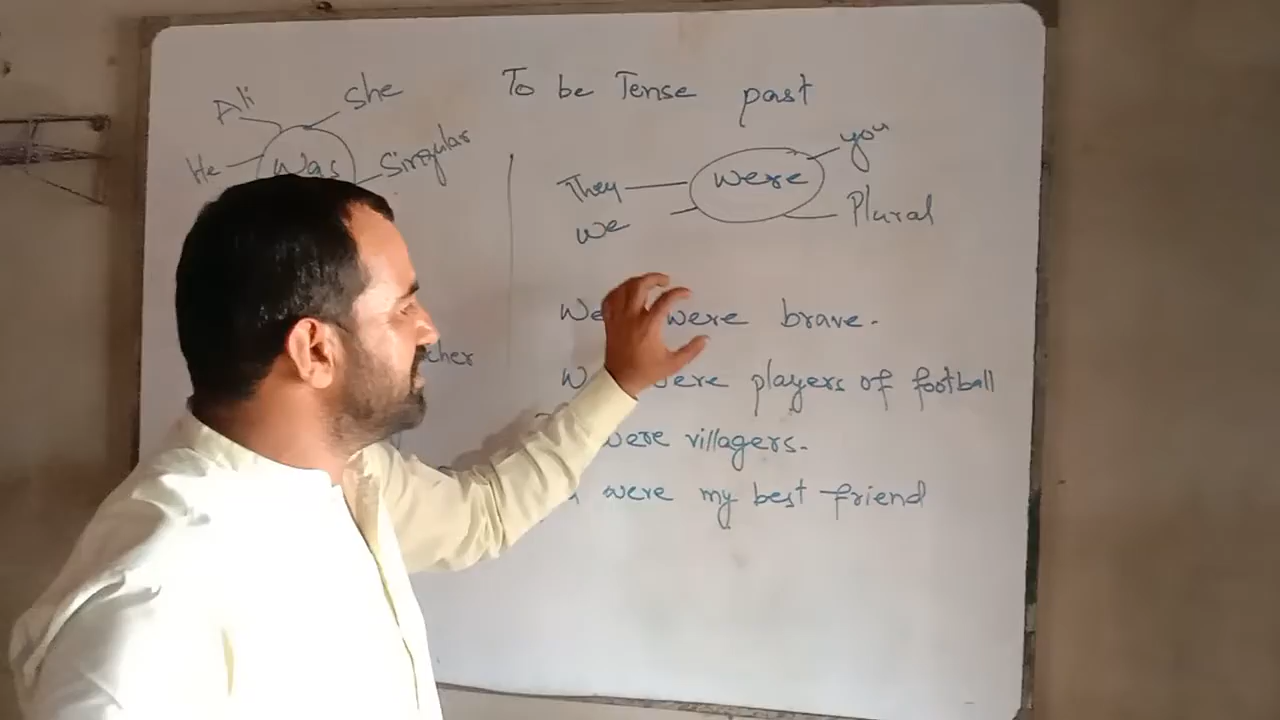 To be Tense past
Ali
She
He
Was
Singular
They
were
you
We
Plural
were brave.
were players of football
were villagers.
were my best friend